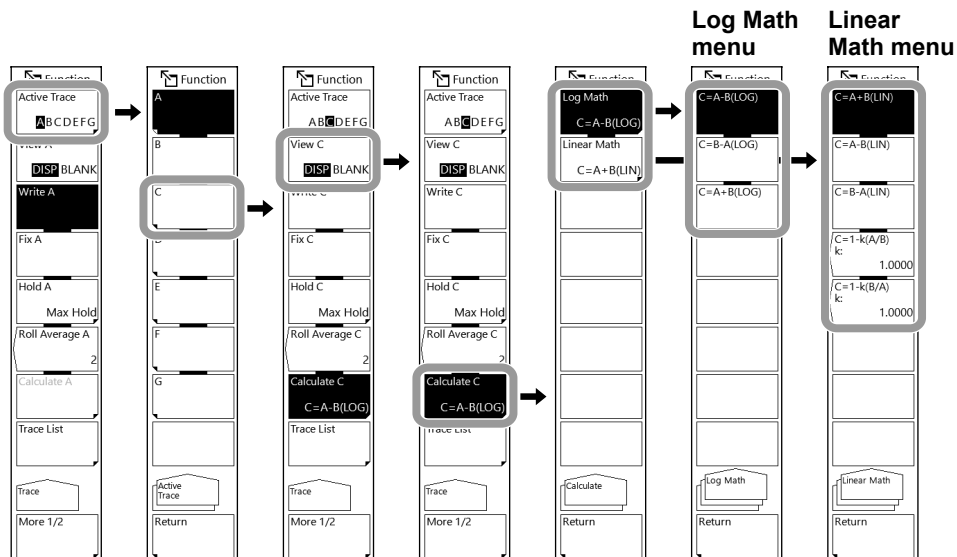 Log Math
menu
Linear
Math menu
Function
Active Trace
ABCDEFG
View A
DISP BLANK
Write A
Fix A
Hold A
Max Hold
Roll Average A
2
Calculate A
Trace List
Trace
More 1/2
Function
A
B
C
D
E
F
G
Active
Trace
Return
Function
Active Trace
ABCDEFG
View C
DISP BLANK
Write C
Fix C
Hold C
Max Hold
Roll Average C
2
Calculate C
C=A-B(LOG)
Trace List
Trace
More 1/2
Function
Active Trace
ABCDEFG
View C
DISP BLANK
Write C
Fix C
Hold C
Max Hold
Roll Average C
2
Calculate C
C=A-B(LOG)
Trace List
Trace
More 1/2
Function
Log Math
C=A-B(LOG)
Linear Math
C=A+B(LIN)
Calculate
Return
Function
C=A-B(LOG)
C=B-A(LOG)
C=A+B(LOG)
Log Math
Return
Function
C=A+B(LIN)
C=A-B(LIN)
C=B-A(LIN)
C=1-k(A/B)
k:
1.0000
C=1-k(B/A)
k:
1.0000
Linear Math
Return